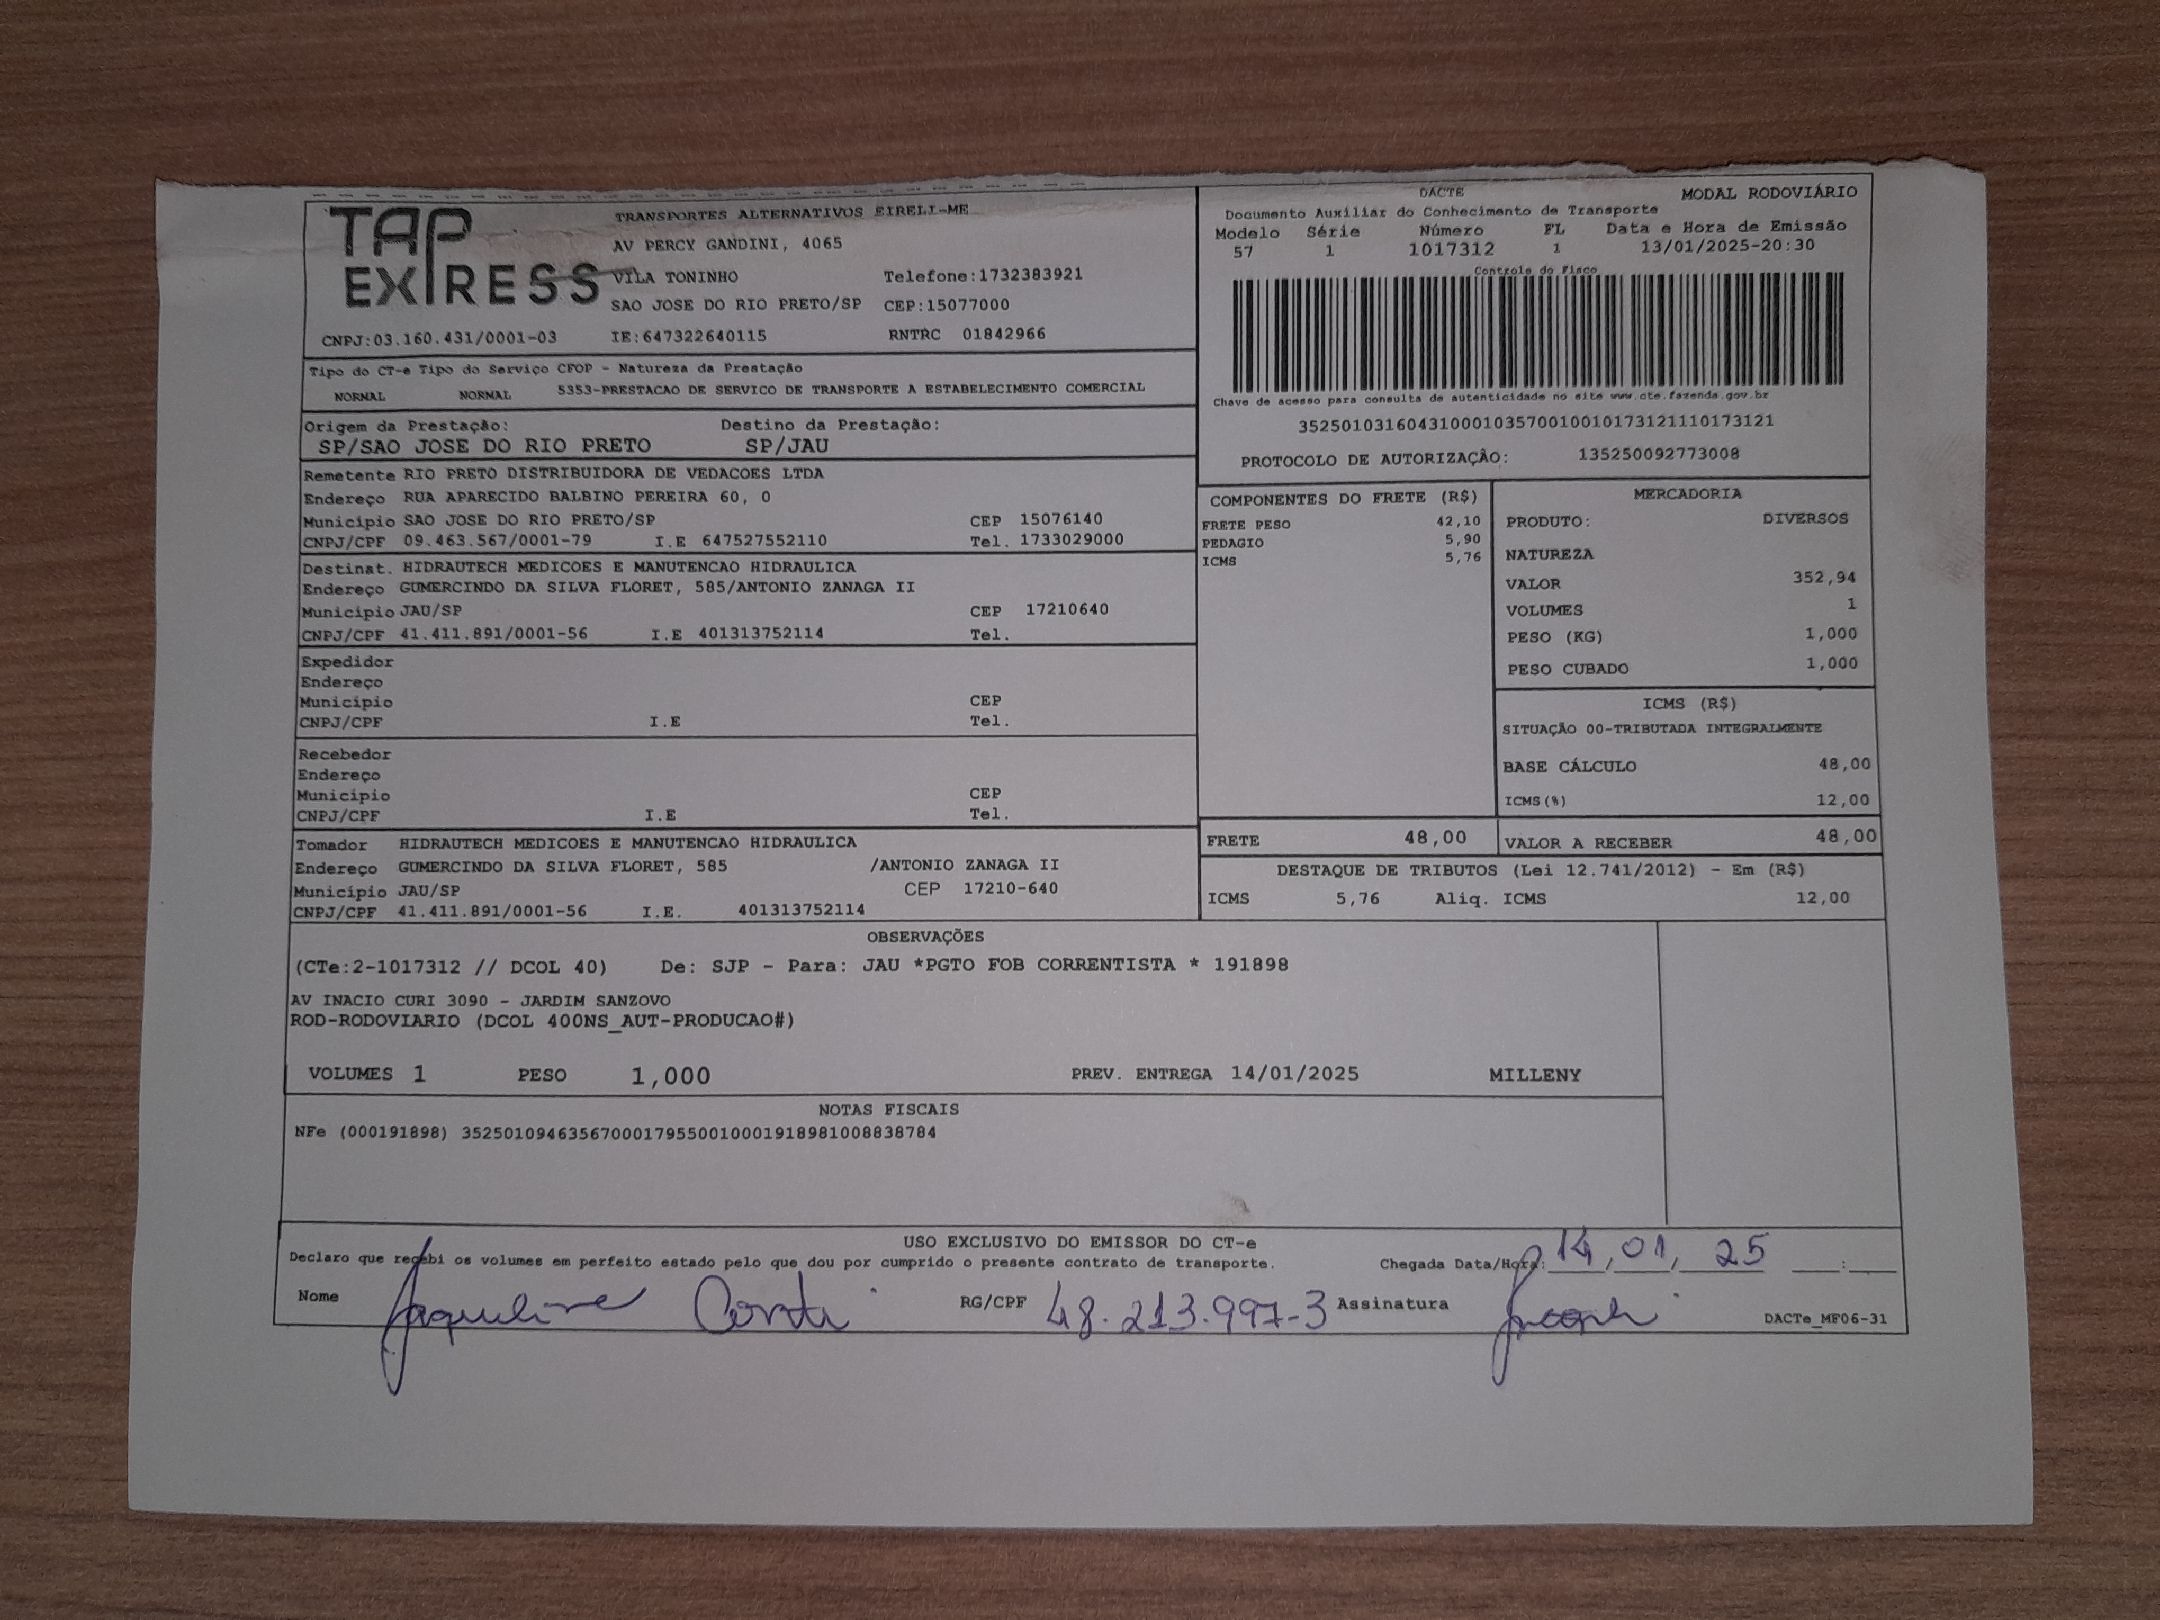 TAP EXPRESS
TRANSPORTES ALTERNATIVOS EIRELI-ME
AV PERCY GANDINI, 4065
VILA TONINHO Telefone:1732383921
SAO JOSE DO RIO PRETO/SP CEP:15077000
CNPJ:03.160.431/0001-03 IE:647322640115 RNTRC 01842966
DACTE MODAL RODOVIÁRIO
Documento Auxiliar do Conhecimento de Transporte
Modelo Série Número FL Data e Hora de Emissão
57 1 1017312 1 13/01/2025-20:30
Controle do Fisco
Chave de acesso para consulta de autenticidade no site www.cte.fazenda.gov.br
35250103160431000103570010010173121110173121
PROTOCOLO DE AUTORIZAÇÃO: 135250092773008
Tipo do CT-e Tipo do Serviço CFOP - Natureza da Prestação
NORMAL NORMAL 5353-PRESTACAO DE SERVICO DE TRANSPORTE A ESTABELECIMENTO COMERCIAL
Origem da Prestação: Destino da Prestação:
SP/SAO JOSE DO RIO PRETO SP/JAU
Remetente RIO PRETO DISTRIBUIDORA DE VEDACOES LTDA
Endereço RUA APARECIDO BALBINO PEREIRA 60, 0
Município SAO JOSE DO RIO PRETO/SP CEP 15076140
CNPJ/CPF 09.463.567/0001-79 I.E 647527552110 Tel. 1733029000
Destinat. HIDRAUTECH MEDICOES E MANUTENCAO HIDRAULICA
Endereço GUMERCINDO DA SILVA FLORET, 585/ANTONIO ZANAGA II
Município JAU/SP CEP 17210640
CNPJ/CPF 41.411.891/0001-56 I.E 401313752114 Tel.
Expedidor
Endereço
Município CEP
CNPJ/CPF I.E Tel.
Recebedor
Endereço
Município CEP
CNPJ/CPF I.E Tel.
Tomador HIDRAUTECH MEDICOES E MANUTENCAO HIDRAULICA
Endereço GUMERCINDO DA SILVA FLORET, 585 /ANTONIO ZANAGA II
Município JAU/SP CEP 17210-640
CNPJ/CPF 41.411.891/0001-56 I.E. 401313752114
COMPONENTES DO FRETE (R$)
FRETE PESO 42,10
PEDAGIO 5,90
ICMS 5,76
MERCADORIA
PRODUTO: DIVERSOS
NATUREZA
VALOR 352,94
VOLUMES 1
PESO (KG) 1,000
PESO CUBADO 1,000
ICMS (R$)
SITUAÇÃO 00-TRIBUTADA INTEGRALMENTE
BASE CÁLCULO 48,00
ICMS(%) 12,00
FRETE 48,00 VALOR A RECEBER 48,00
DESTAQUE DE TRIBUTOS (Lei 12.741/2012) - Em (R$)
ICMS 5,76 Aliq. ICMS 12,00
OBSERVAÇÕES
(CTe:2-1017312 // DCOL 40) De: SJP - Para: JAU *PGTO FOB CORRENTISTA * 191898
AV INACIO CURI 3090 - JARDIM SANZOVO
ROD-RODOVIARIO (DCOL 400NS_AUT-PRODUCAO#)
VOLUMES 1 PESO 1,000 PREV. ENTREGA 14/01/2025 MILLENY
NOTAS FISCAIS
NFe (000191898) 35250109463567000179550010001918981008838784
USO EXCLUSIVO DO EMISSOR DO CT-e
Declaro que recebi os volumes em perfeito estado pelo que dou por cumprido o presente contrato de transporte. Chegada Data/Hora: 14, 01, 25 :
Nome Jaqueline RG/CPF 48.213.997-3 Assinatura
DACTe_MF06-31